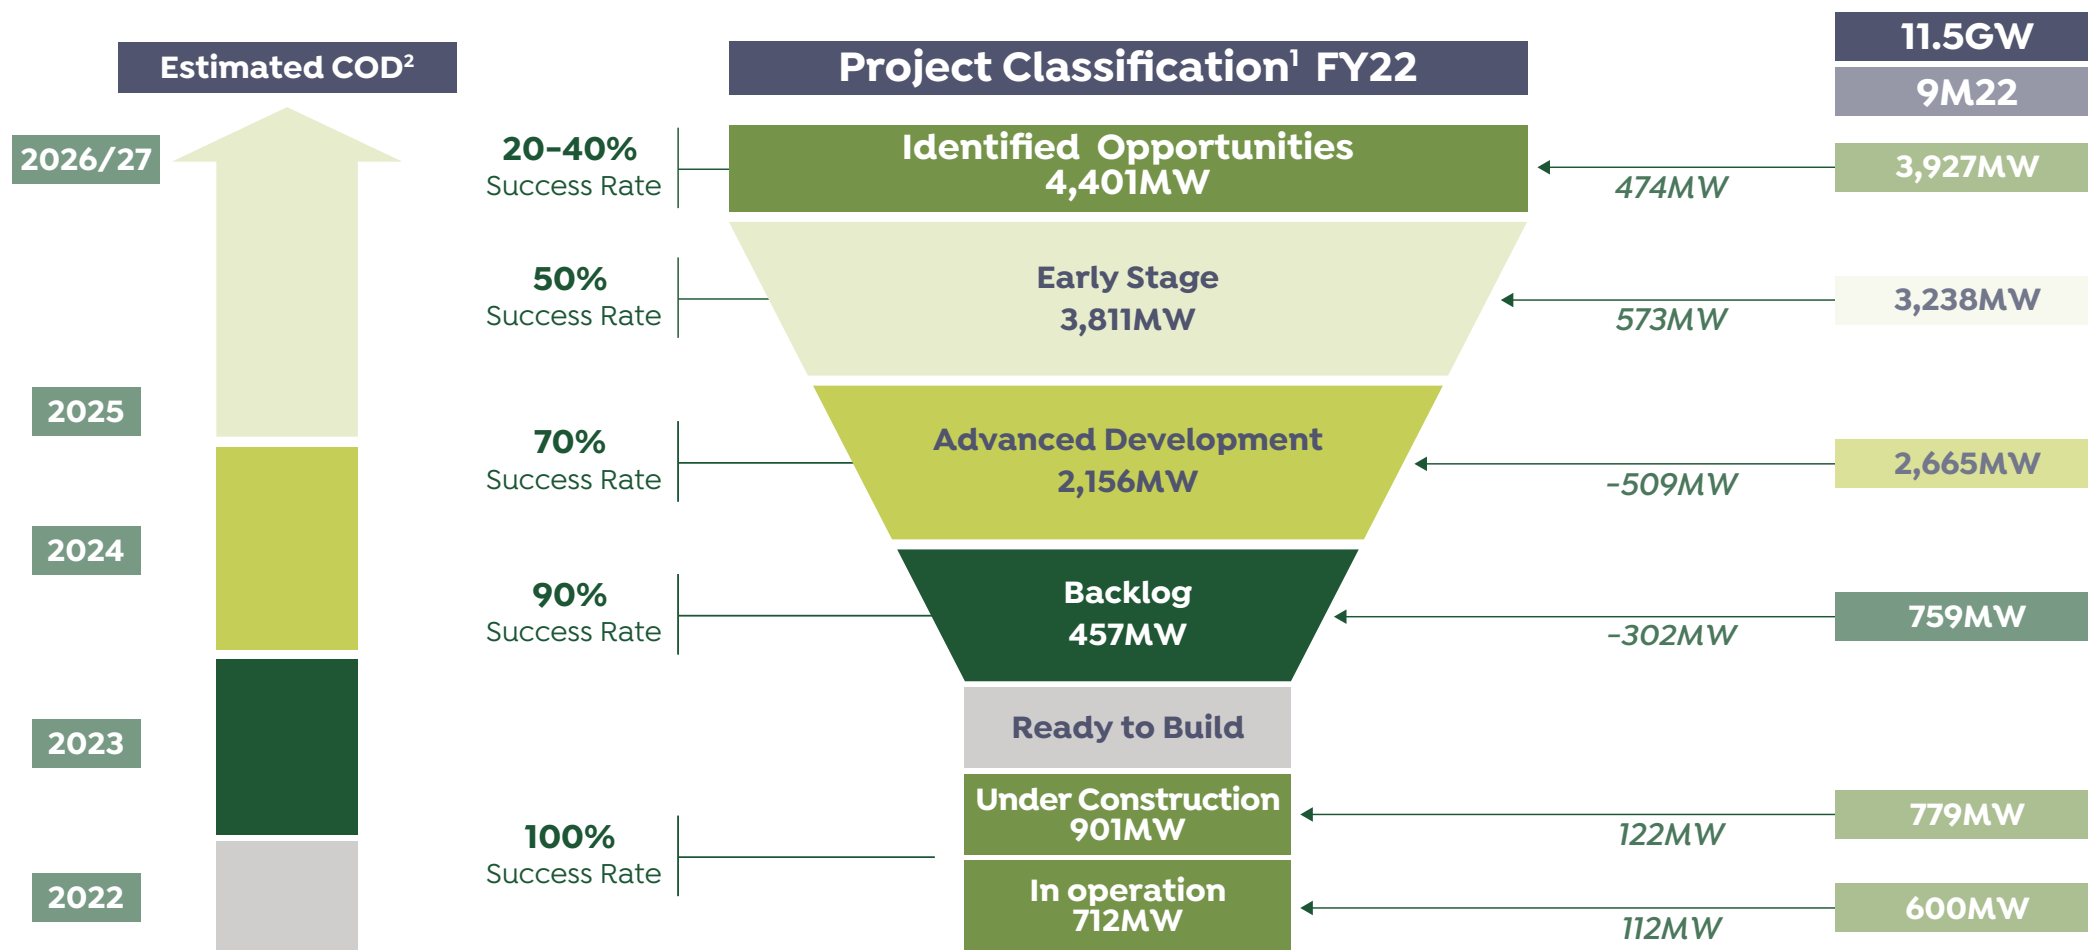 Estimated COD²
Project Classification¹ FY22
11.5GW
9M22
2026/27
20-40%
Success Rate
Identified Opportunities
4,401MW
474MW
3,927MW
50%
Success Rate
Early Stage
3,811MW
573MW
3,238MW
2025
70%
Success Rate
Advanced Development
2,156MW
-509MW
2,665MW
2024
90%
Success Rate
Backlog
457MW
-302MW
759MW
2023
Ready to Build
100%
Success Rate
Under Construction
901MW
122MW
779MW
2022
In operation
712MW
112MW
600MW